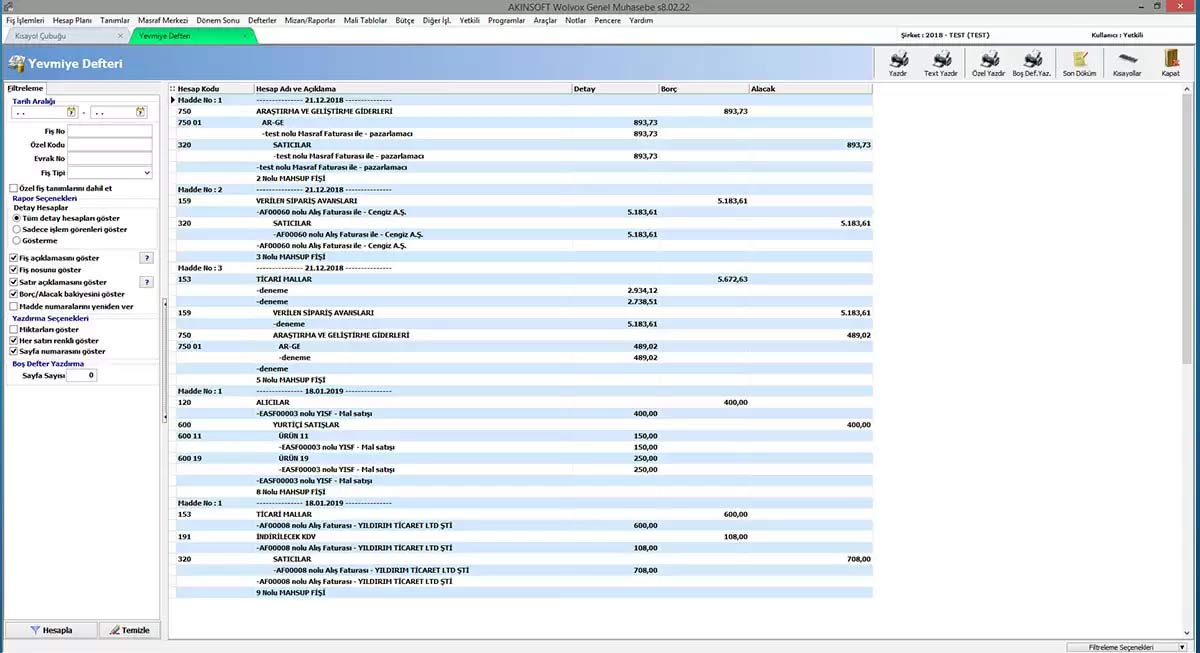 AKINSOFT Wolvox Genel Muhasebe s8.02.22
Fiş İşlemleri Hesap Planı Tanımlar Masraf Merkezi Dönem Sonu Defterler Mizan/Raporlar Mali Tablolar Bütçe Diğer İşl. Yetkili Programlar Araçlar Notlar Pencere Yardım
Kısayol Çubuğu Yevmiye Defteri Şirket : 2018 - TEST (TEST) Kullanıcı : Yetkili
Yevmiye Defteri
Yazdır Text Yazdır Özel Yazdır Boş Def.Yaz. Son Döküm Kısayollar Kapat
Filtreleme
Tarih Aralığı
. . - . .
Fiş No
Özel Kodu
Evrak No
Fiş Tipi
Özel fiş tanımlarını dahil et
Rapor Seçenekleri
Detay Hesaplar
Tüm detay hesapları göster
Sadece işlem görenleri göster
Gösterme
Fiş açıklamasını göster ?
Fiş nosunu göster
Satır açıklamasını göster ?
Borç/Alacak bakiyesini göster
Madde numaralarını yeniden ver
Yazdırma Seçenekleri
Miktarları göster
Her satırı renkli göster
Sayfa numarasını göster
Boş Defter Yazdırma
Sayfa Sayısı 0
Hesapla Temizle
Hesap Kodu Hesap Adı ve Açıklama Detay Borç Alacak
Madde No : 1 --------------- 21.12.2018 ---------------
750 ARAŞTIRMA VE GELİŞTİRME GİDERLERİ 893,73
750 01 AR-GE 893,73
-test nolu Masraf Faturası ile - pazarlamacı 893,73
320 SATICILAR 893,73
-test nolu Masraf Faturası ile - pazarlamacı 893,73
-test nolu Masraf Faturası ile - pazarlamacı
2 Nolu MAHSUP FİŞİ
Madde No : 2 --------------- 21.12.2018 ---------------
159 VERİLEN SİPARİŞ AVANSLARI 5.183,61
-AF00060 nolu Alış Faturası ile - Cengiz A.Ş. 5.183,61
320 SATICILAR 5.183,61
-AF00060 nolu Alış Faturası ile - Cengiz A.Ş. 5.183,61
-AF00060 nolu Alış Faturası ile - Cengiz A.Ş.
3 Nolu MAHSUP FİŞİ
Madde No : 3 --------------- 21.12.2018 ---------------
153 TİCARİ MALLAR 5.672,63
-deneme 2.934,12
-deneme 2.738,51
159 VERİLEN SİPARİŞ AVANSLARI 5.183,61
-deneme 5.183,61
750 ARAŞTIRMA VE GELİŞTİRME GİDERLERİ 489,02
750 01 AR-GE 489,02
-deneme 489,02
-deneme
5 Nolu MAHSUP FİŞİ
Madde No : 1 --------------- 18.01.2019 ---------------
120 ALICILAR 400,00
-EASF00003 nolu YISF - Mal satışı 400,00
600 YURTİÇİ SATIŞLAR 400,00
600 11 ÜRÜN 11 150,00
-EASF00003 nolu YISF - Mal satışı 150,00
600 19 ÜRÜN 19 250,00
-EASF00003 nolu YISF - Mal satışı 250,00
-EASF00003 nolu YISF - Mal satışı
8 Nolu MAHSUP FİŞİ
Madde No : 1 --------------- 18.01.2019 ---------------
153 TİCARİ MALLAR 600,00
-AF00008 nolu Alış Faturası - YILDIRIM TİCARET LTD ŞTİ 600,00
191 İNDİRİLECEK KDV 108,00
-AF00008 nolu Alış Faturası - YILDIRIM TİCARET LTD ŞTİ 108,00
320 SATICILAR 708,00
-AF00008 nolu Alış Faturası - YILDIRIM TİCARET LTD ŞTİ 708,00
-AF00008 nolu Alış Faturası - YILDIRIM TİCARET LTD ŞTİ
9 Nolu MAHSUP FİŞİ
Filtreleme Seçenekleri